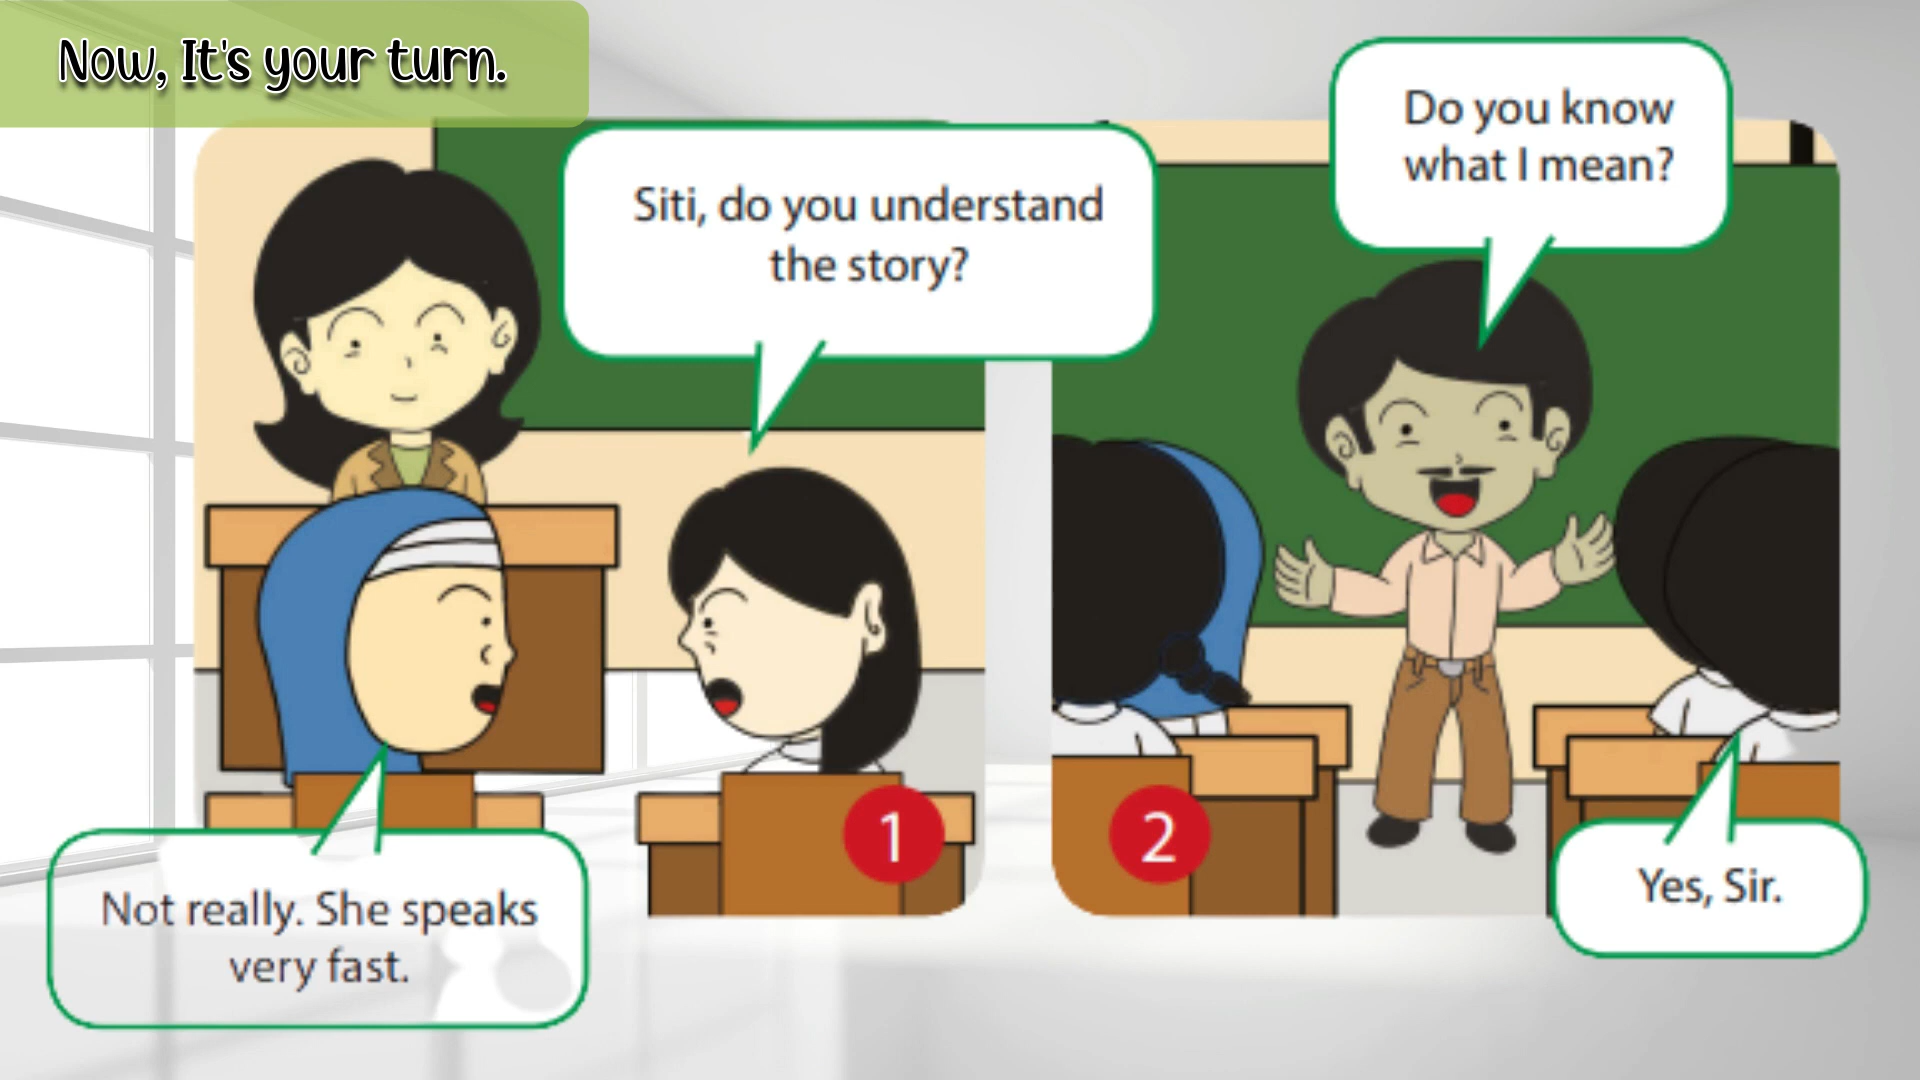 Now, It's your turn.
Siti, do you understand
the story?
Not really. She speaks
very fast.
1
Do you know
what I mean?
Yes, Sir.
2